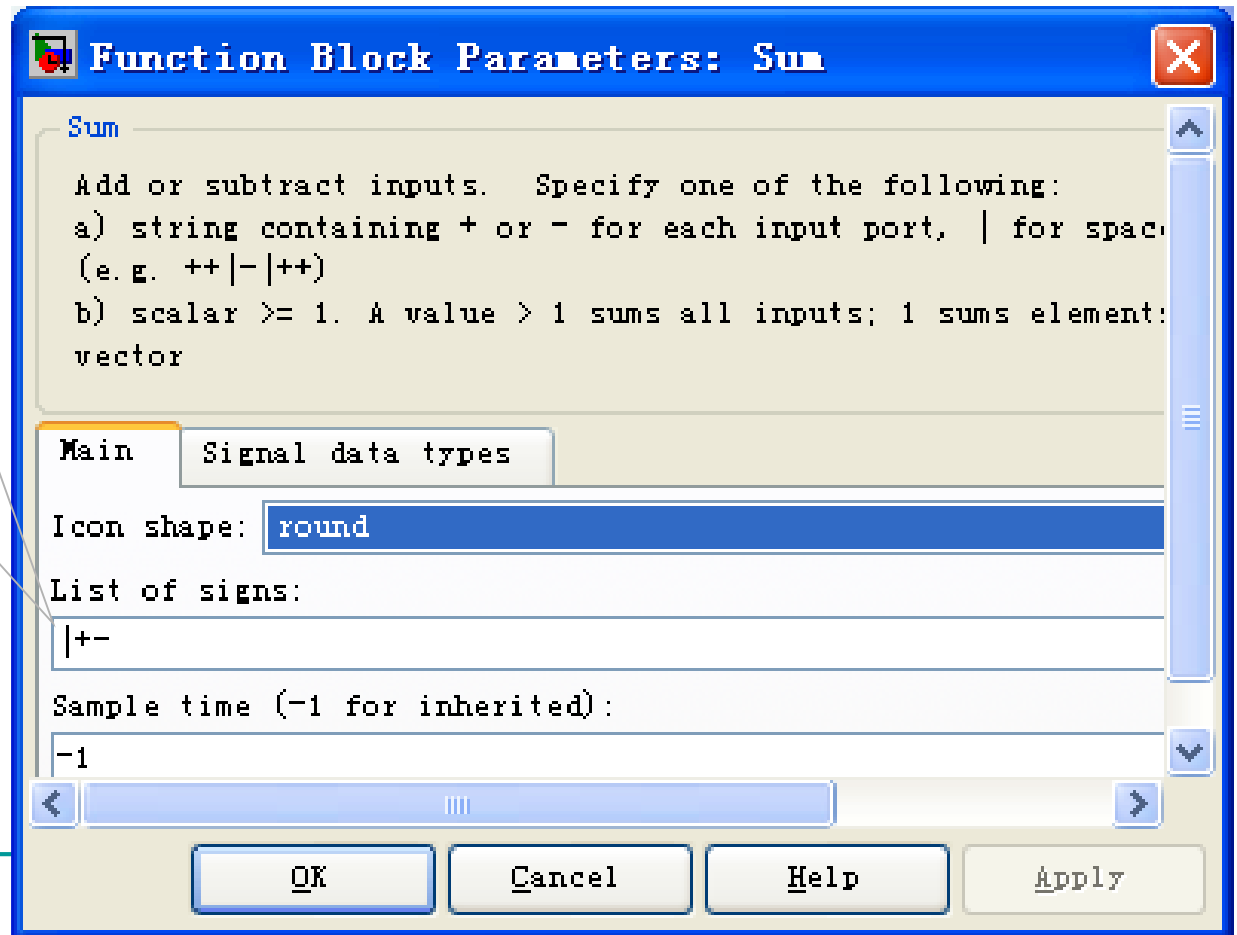 Function Block Parameters: Sum
Sum
Add or subtract inputs.  Specify one of the following:
a) string containing + or - for each input port, | for spac
(e.g. ++|-|++)
b) scalar >= 1. A value > 1 sums all inputs; 1 sums element
vector
Main
Signal data types
Icon shape: round
List of signs:
|+-
Sample time (-1 for inherited):
-1
OK
Cancel
Help
Apply